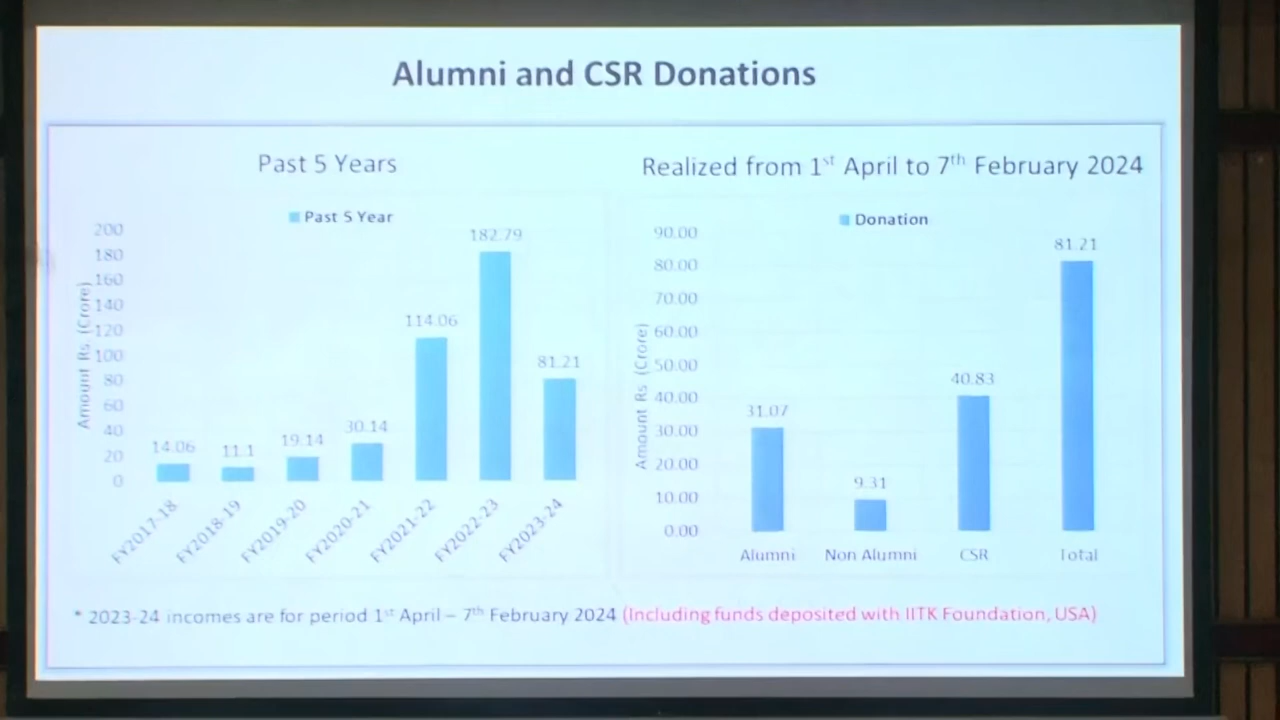 Alumni and CSR Donations
Past 5 Years
Past 5 Year
Amount Rs (Crore)
200
180
160
140
120
100
80
60
40
20
0
14.06
11.1
19.14
30.14
114.06
182.79
81.21
FY2017-18
FY2018-19
FY2019-20
FY2020-21
FY2021-22
FY2022-23
FY2023-24
Realized from 1st April to 7th February 2024
Donation
Amount Rs (Crore)
90.00
80.00
70.00
60.00
50.00
40.00
30.00
20.00
10.00
0.00
31.07
9.31
40.83
81.21
Alumni
Non Alumni
CSR
Total
* 2023-24 incomes are for period 1st April – 7th February 2024 (Including funds deposited with IITK Foundation, USA)